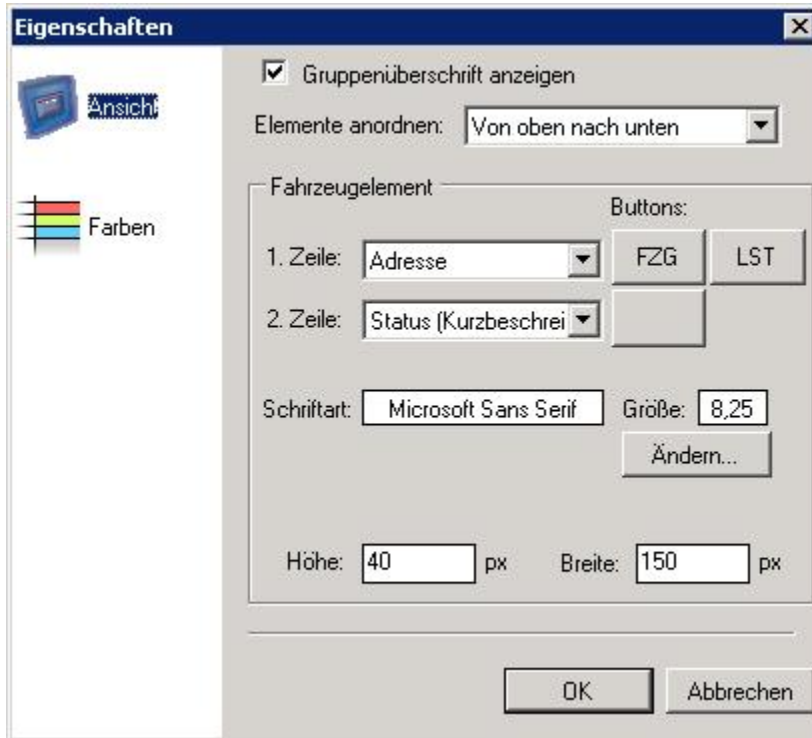 Eigenschaften
Ansicht
Farben
Gruppenüberschrift anzeigen
Elemente anordnen: Von oben nach unten
Fahrzeugelement
Buttons:
1. Zeile: Adresse FZG LST
2. Zeile: Status (Kurzbeschrei
Schriftart: Microsoft Sans Serif Größe: 8,25
Ändern...
Höhe: 40 px Breite: 150 px
OK Abbrechen